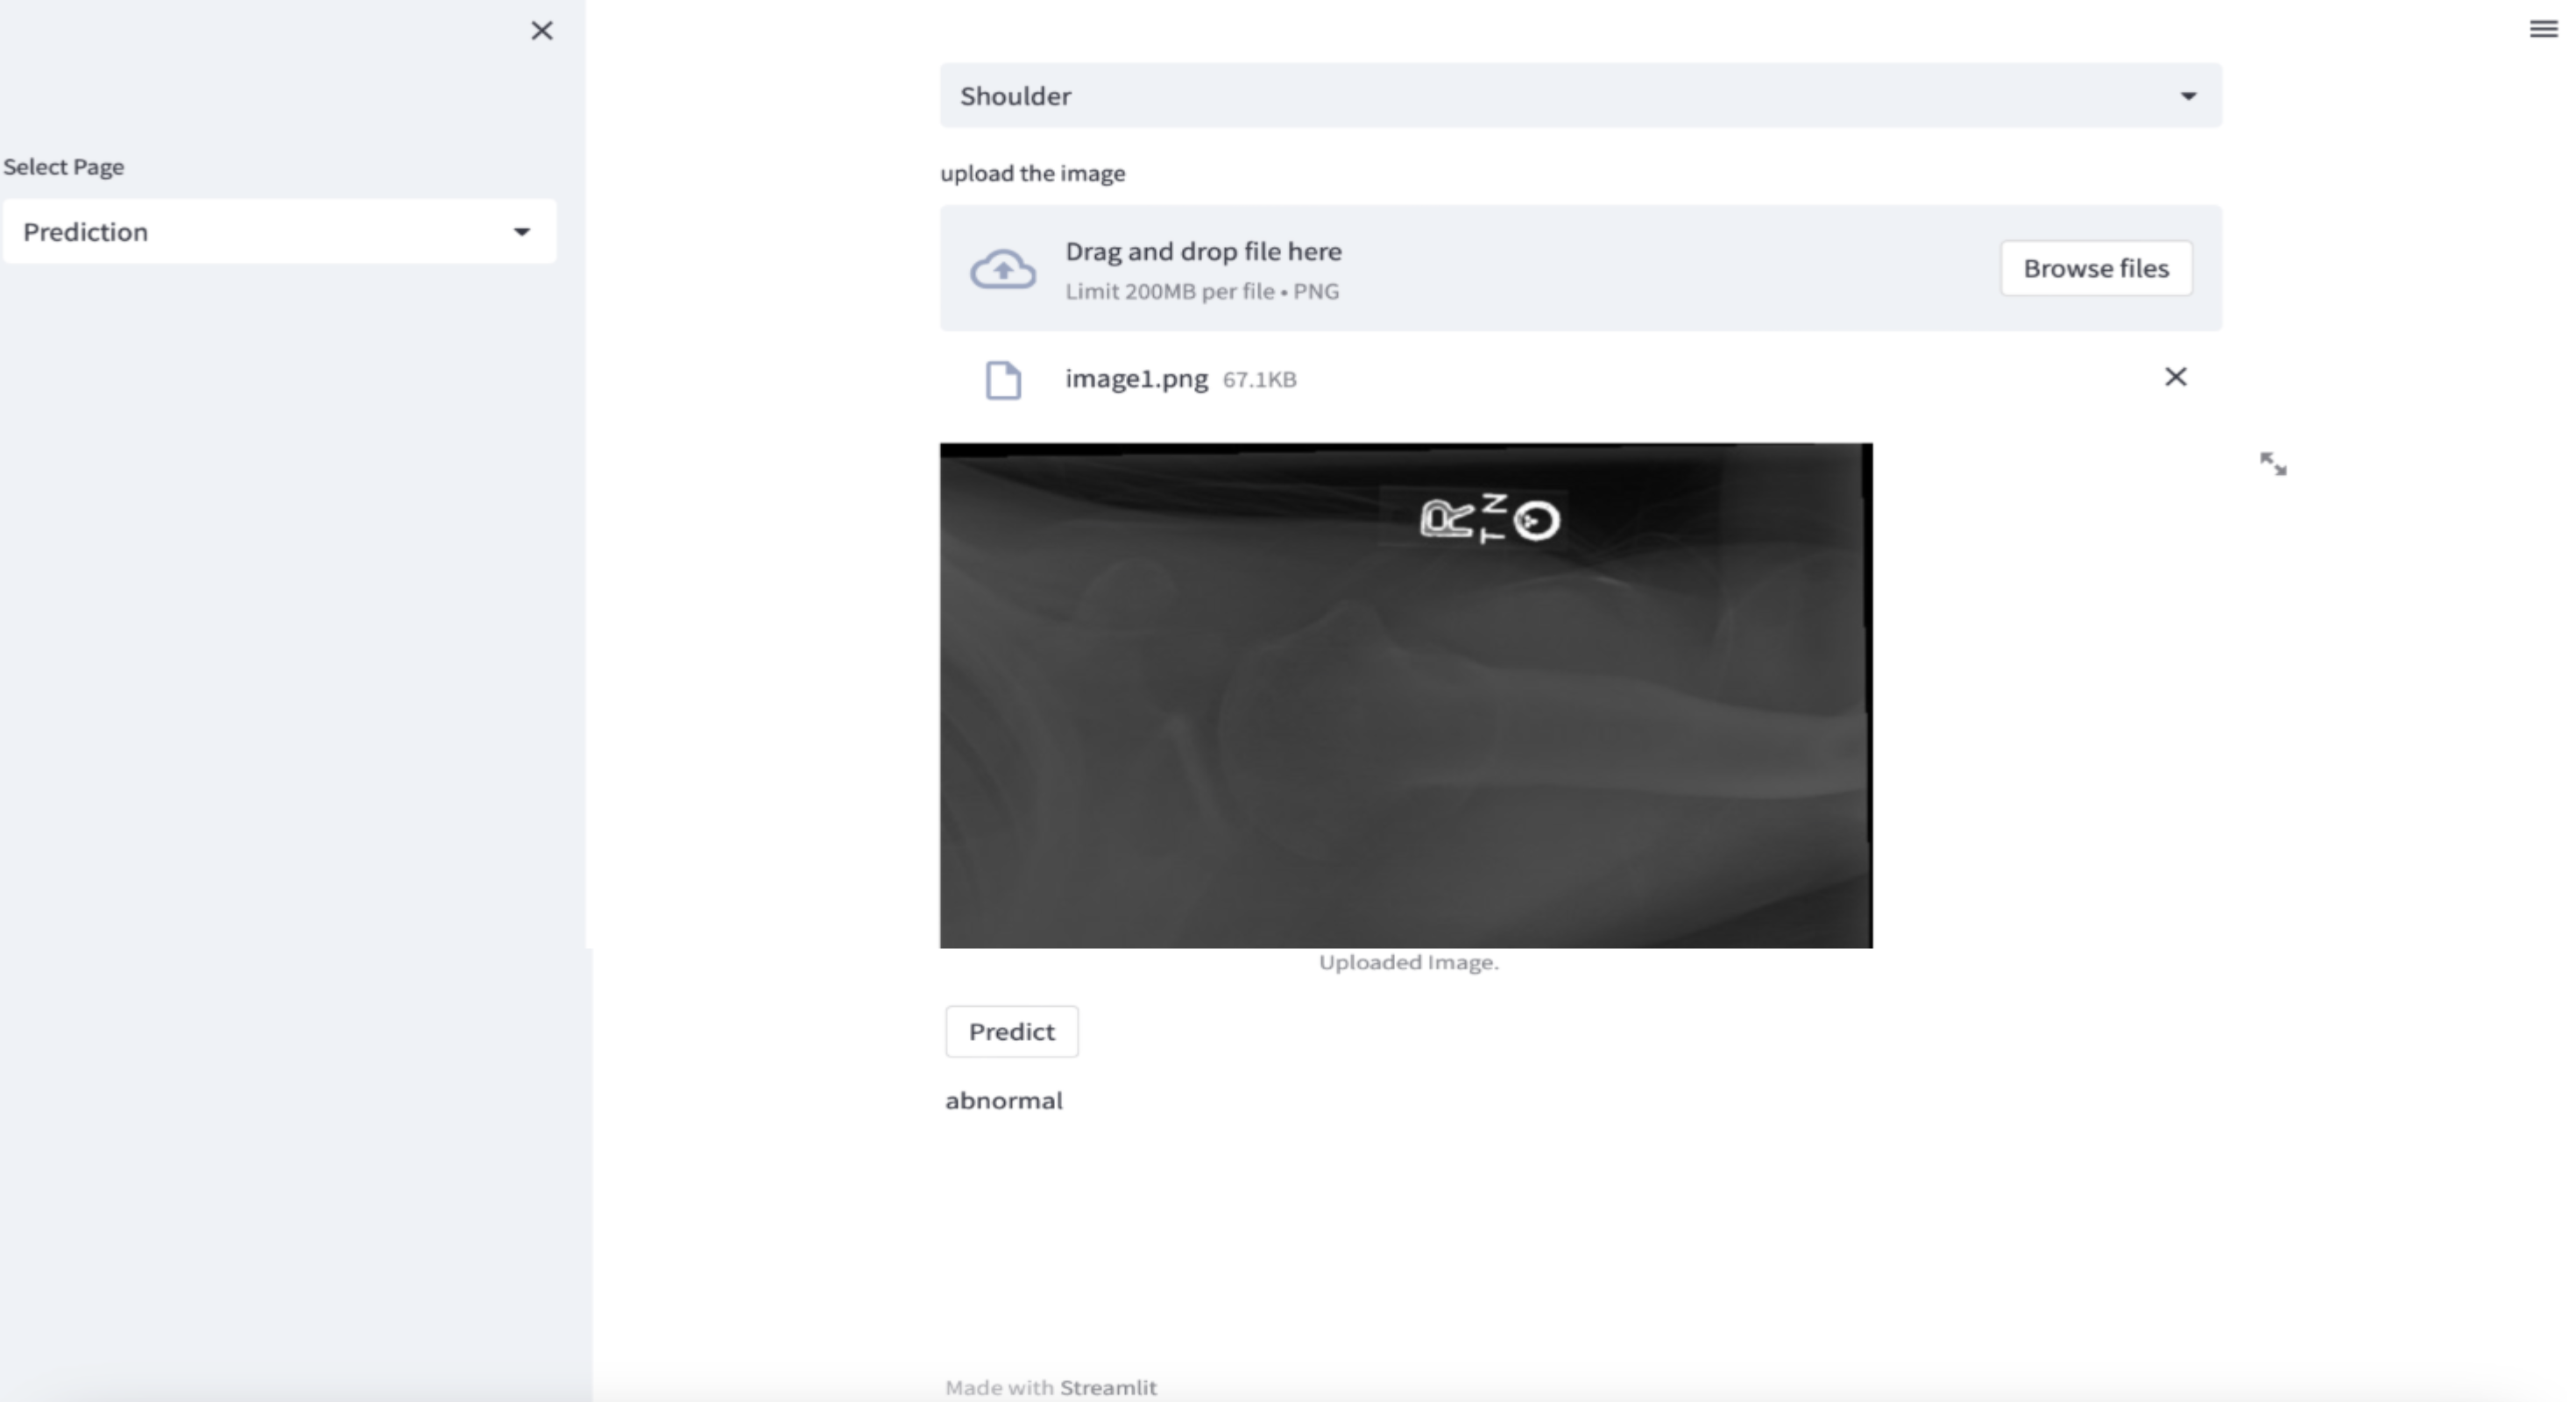 Select Page
Prediction
Shoulder
upload the image
Drag and drop file here
Limit 200MB per file • PNG
Browse files
image1.png 67.1KB
R
TN
Uploaded Image.
Predict
abnormal
Made with Streamlit